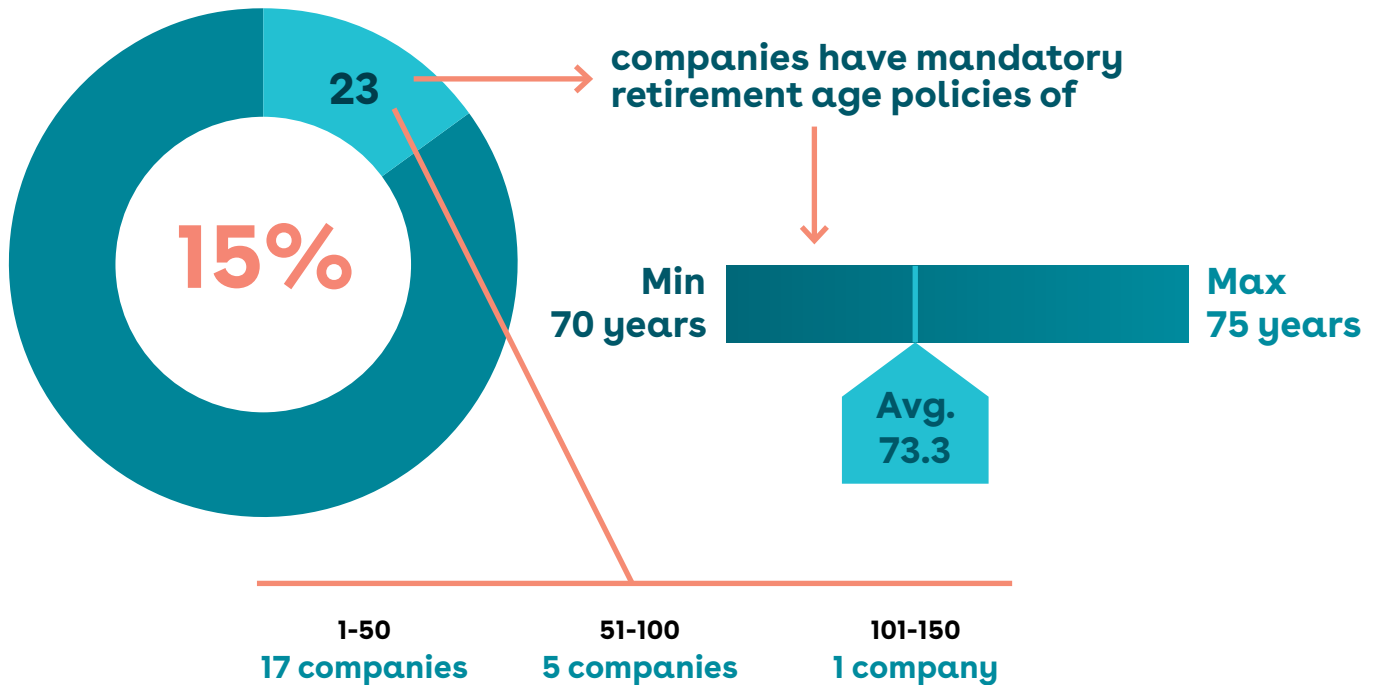 23
companies have mandatory
retirement age policies of
15%
Min
70 years
Max
75 years
Avg.
73.3
1-50
17 companies
51-100
5 companies
101-150
1 company